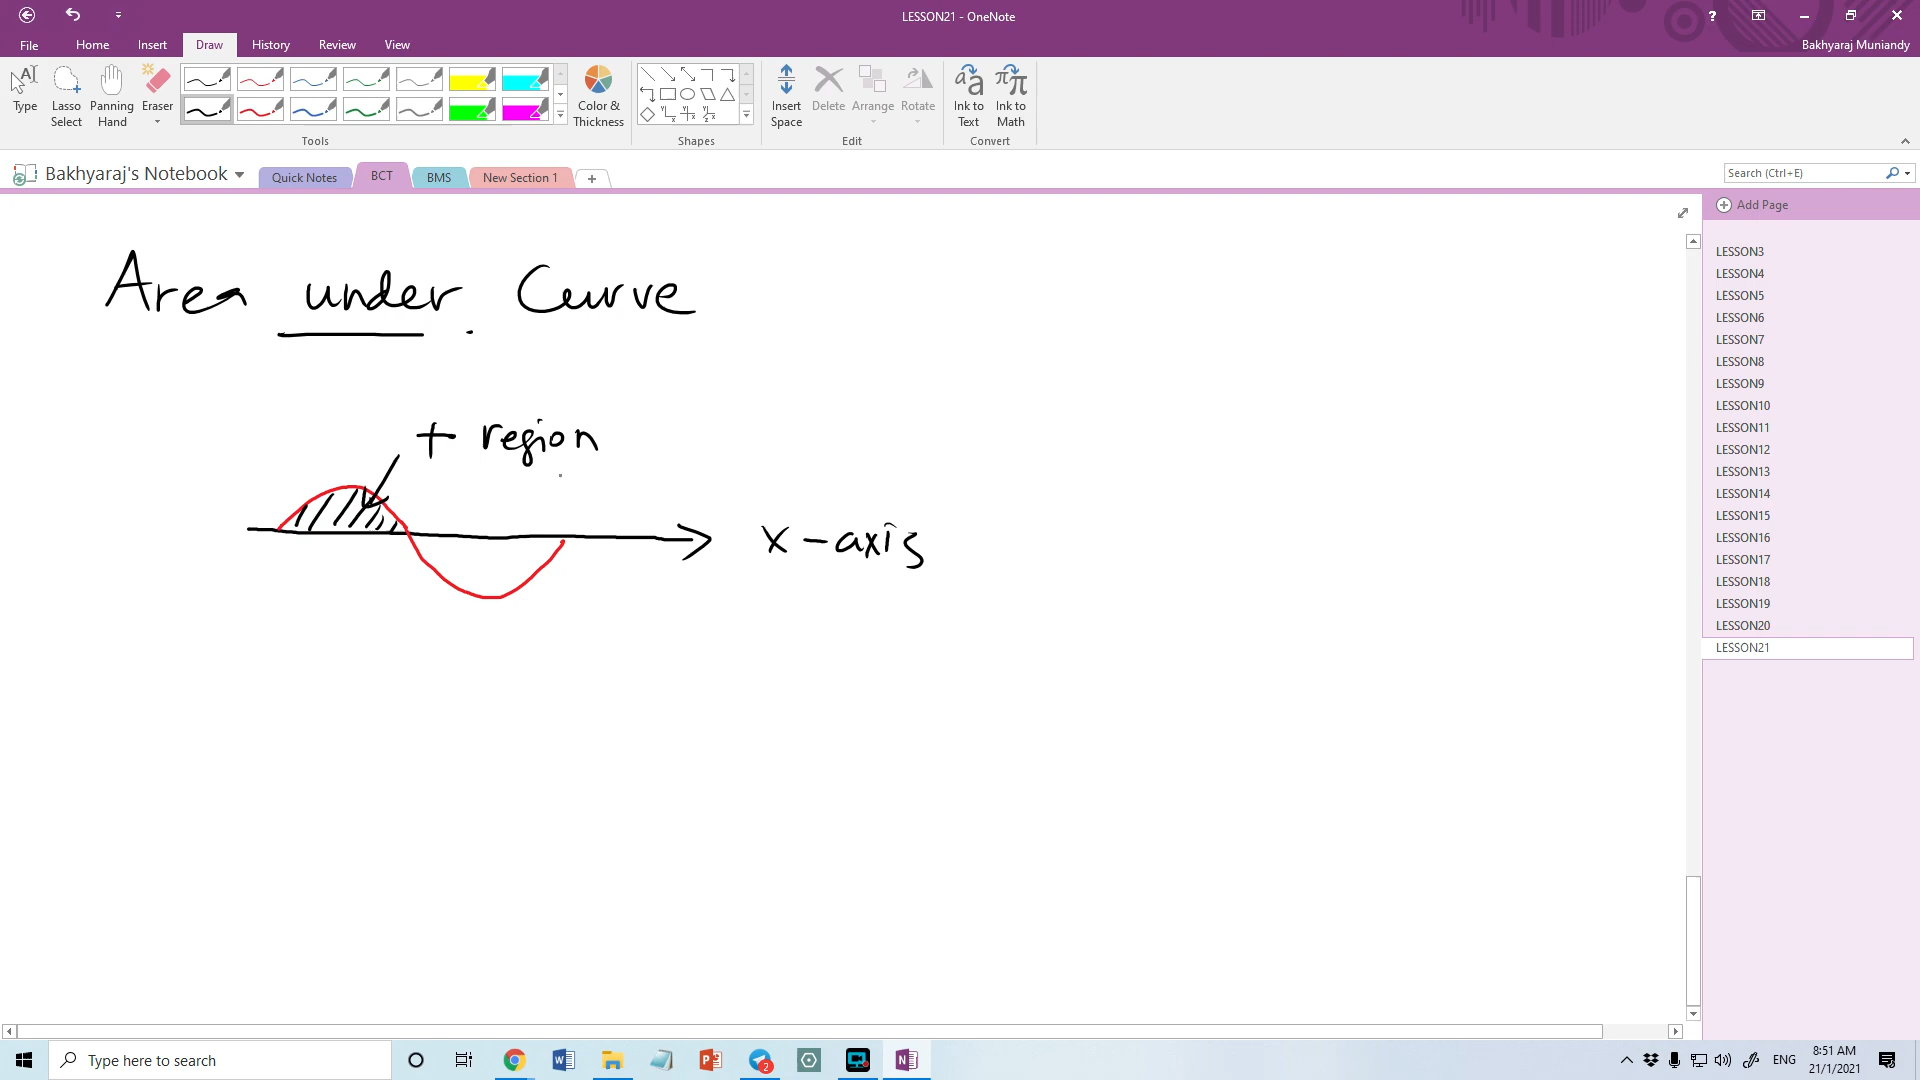 LESSON21 - OneNote
Bakhyaraj Muniandy
File Home Insert Draw History Review View
Type
Lasso Select
Panning Hand
Eraser
Color & Thickness
Insert Space
Delete
Arrange
Rotate
Ink to Text
Ink to Math
Tools
Shapes
Edit
Convert
Bakhyaraj's Notebook
Quick Notes
BCT
BMS
New Section 1
Search (Ctrl+E)
Add Page
LESSON3
LESSON4
LESSON5
LESSON6
LESSON7
LESSON8
LESSON9
LESSON10
LESSON11
LESSON12
LESSON13
LESSON14
LESSON15
LESSON16
LESSON17
LESSON18
LESSON19
LESSON20
LESSON21
Area under Curve
+ region
x-axis
Type here to search
2
ENG
8:51 AM
21/1/2021